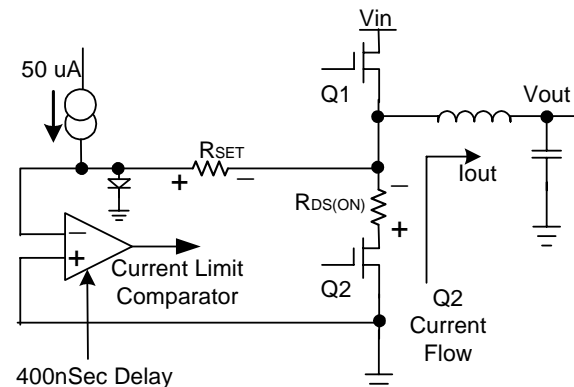 Vin
50 uA
Q1
Vout
RSET
+ −
−
Iout
RDS(ON)
+
−
+
Current Limit
Comparator
Q2
Q2
Current
Flow
400nSec Delay